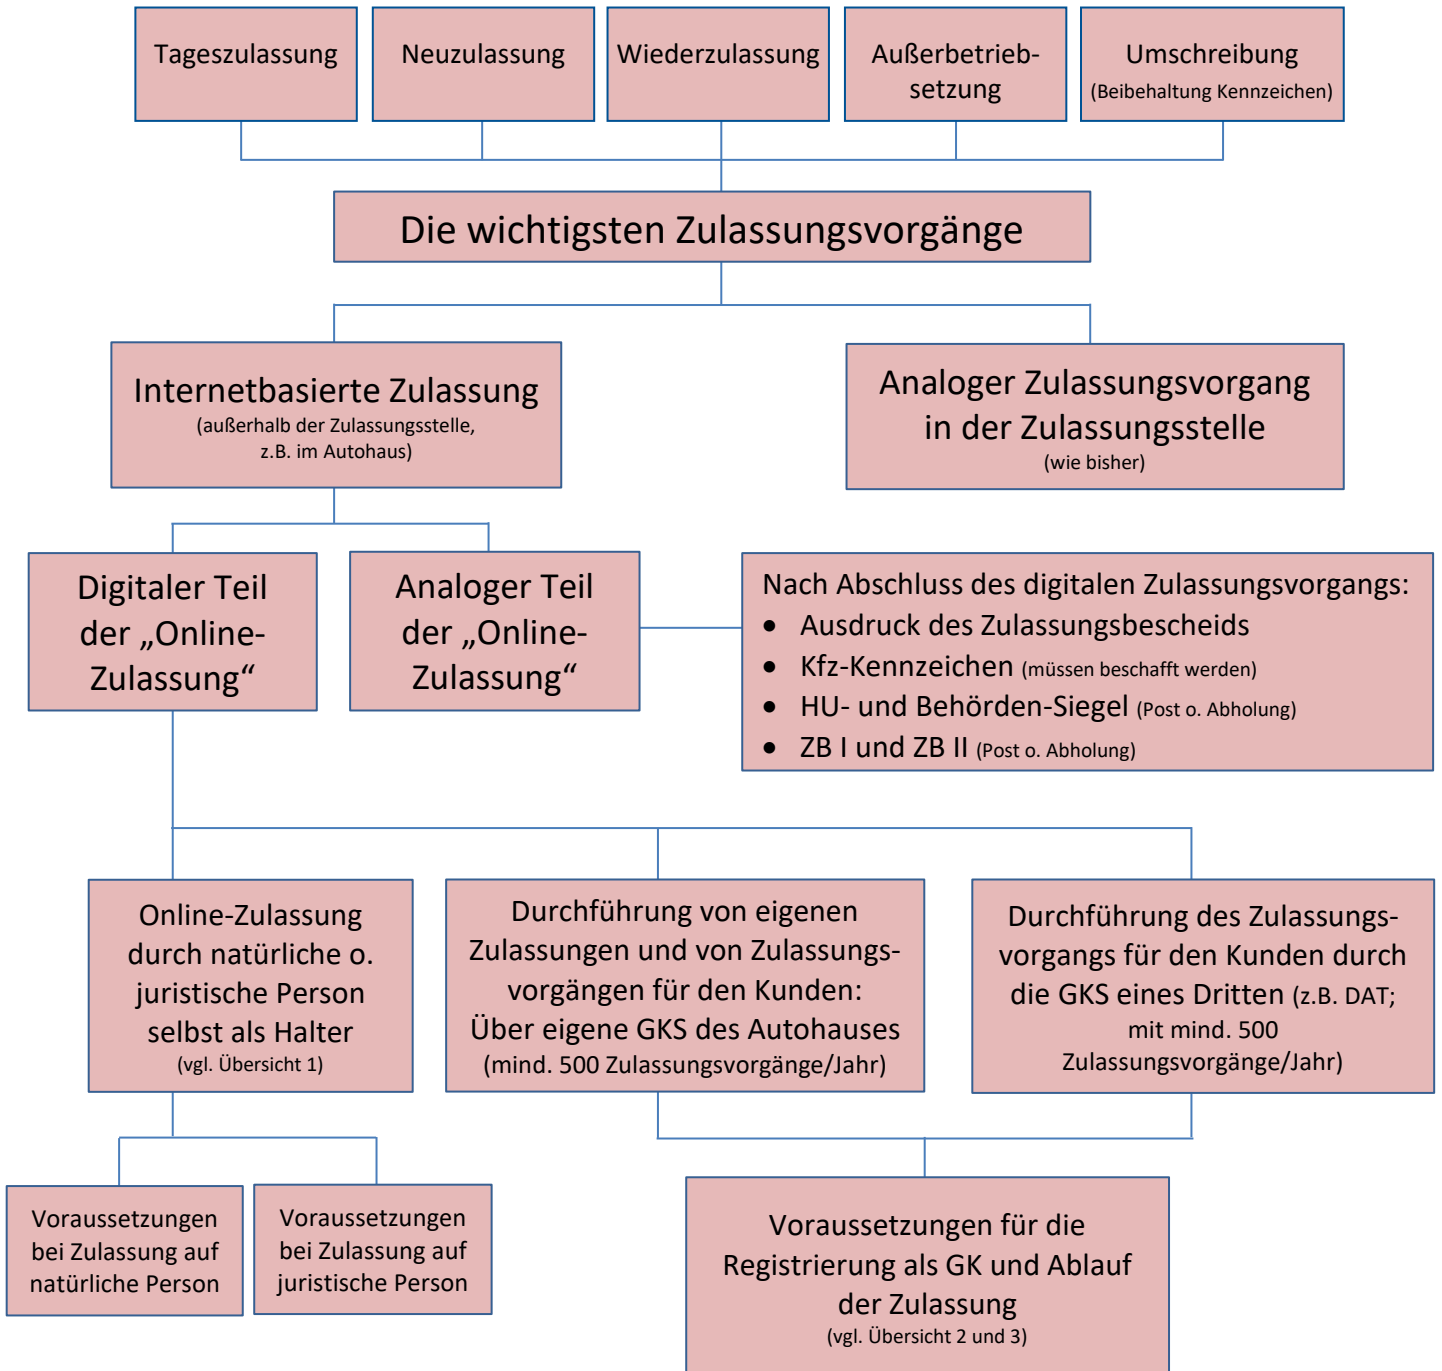 Tageszulassung
Neuzulassung
Wiederzulassung
Außerbetrieb-
setzung
Umschreibung
(Beibehaltung Kennzeichen)
Die wichtigsten Zulassungsvorgänge
Internetbasierte Zulassung
(außerhalb der Zulassungsstelle,
z.B. im Autohaus)
Analoger Zulassungsvorgang
in der Zulassungsstelle
(wie bisher)
Digitaler Teil
der „Online-
Zulassung“
Analoger Teil
der „Online-
Zulassung“
Nach Abschluss des digitalen Zulassungsvorgangs:
• Ausdruck des Zulassungsbescheids
• Kfz-Kennzeichen (müssen beschafft werden)
• HU- und Behörden-Siegel (Post o. Abholung)
• ZB I und ZB II (Post o. Abholung)
Online-Zulassung
durch natürliche o.
juristische Person
selbst als Halter
(vgl. Übersicht 1)
Durchführung von eigenen
Zulassungen und von Zulassungs-
vorgängen für den Kunden:
Über eigene GKS des Autohauses
(mind. 500 Zulassungsvorgänge/Jahr)
Durchführung des Zulassungs-
vorgangs für den Kunden durch
die GKS eines Dritten (z.B. DAT;
mit mind. 500
Zulassungsvorgänge/Jahr)
Voraussetzungen
bei Zulassung auf
natürliche Person
Voraussetzungen
bei Zulassung auf
juristische Person
Voraussetzungen für die
Registrierung als GK und Ablauf
der Zulassung
(vgl. Übersicht 2 und 3)